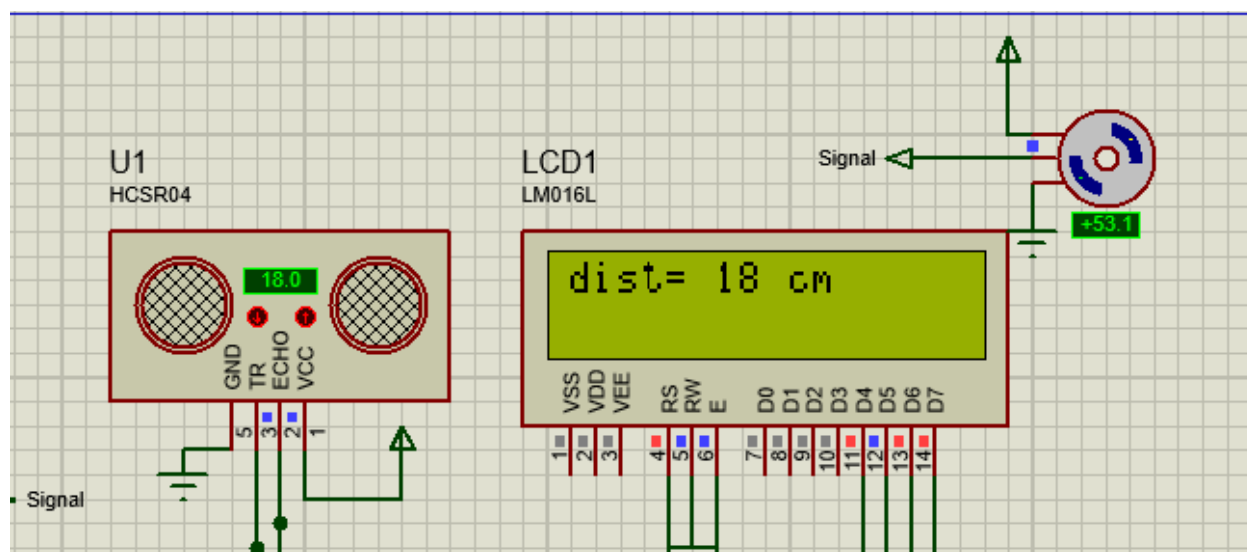 U1
HCSR04
18.0
GND
TR
ECHO
VCC
5
3
2
1
Signal
LCD1
LM016L
dist= 18 cm
VSS
VDD
VEE
RS
RW
E
D0
D1
D2
D3
D4
D5
D6
D7
1
2
3
4
5
6
7
8
9
10
11
12
13
14
Signal
+53.1